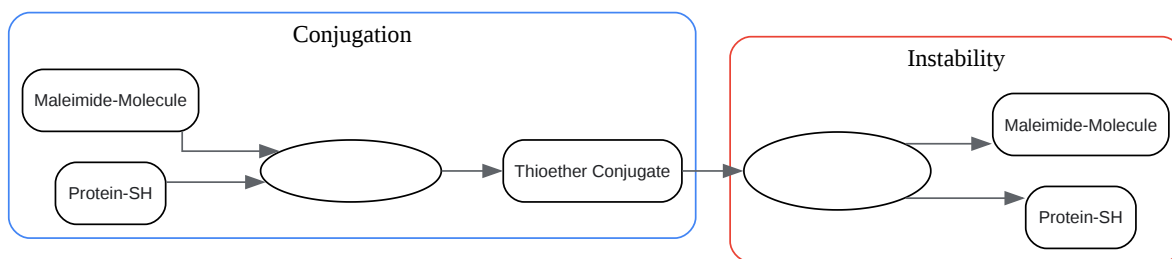 Conjugation
Maleimide-Molecule
Protein-SH
Thioether Conjugate
Instability
Maleimide-Molecule
Protein-SH